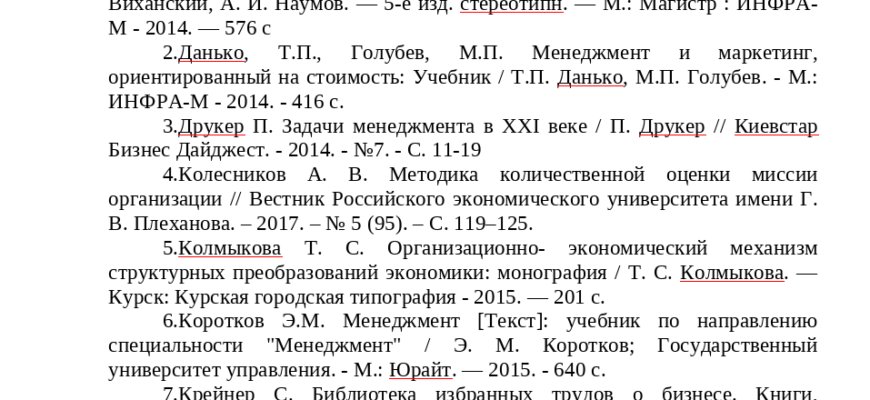 Виханский, А. И. Наумов. — 5-е изд. стереотипн. — М.: Магистр : ИНФРА-
М - 2014. — 576 с
2.Данько, Т.П., Голубев, М.П. Менеджмент и маркетинг,
ориентированный на стоимость: Учебник / Т.П. Данько, М.П. Голубев. - М.:
ИНФРА-М - 2014. - 416 с.
3.Друкер П. Задачи менеджмента в XXI веке / П. Друкер // Киевстар
Бизнес Дайджест. - 2014. - №7. - С. 11-19
4.Колесников А. В. Методика количественной оценки миссии
организации // Вестник Российского экономического университета имени Г.
В. Плеханова. – 2017. – № 5 (95). – С. 119–125.
5.Колмыкова Т. С. Организационно- экономический механизм
структурных преобразований экономики: монография / Т. С. Колмыкова. —
Курск: Курская городская типография - 2015. — 201 с.
6.Коротков Э.М. Менеджмент [Текст]: учебник по направлению
специальности "Менеджмент" / Э. М. Коротков; Государственный
университет управления. - М.: Юрайт. — 2015. - 640 с.
7.Крейнер С. Библиотека избранных трудов о бизнесе. Книги,